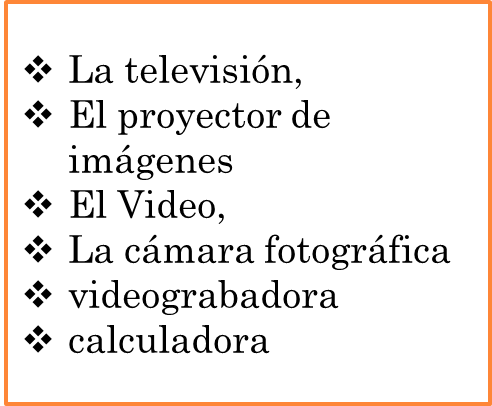 ❖ La televisión,
❖ El proyector de
imágenes
❖ El Video,
❖ La cámara fotográfica
❖ videograbadora
❖ calculadora